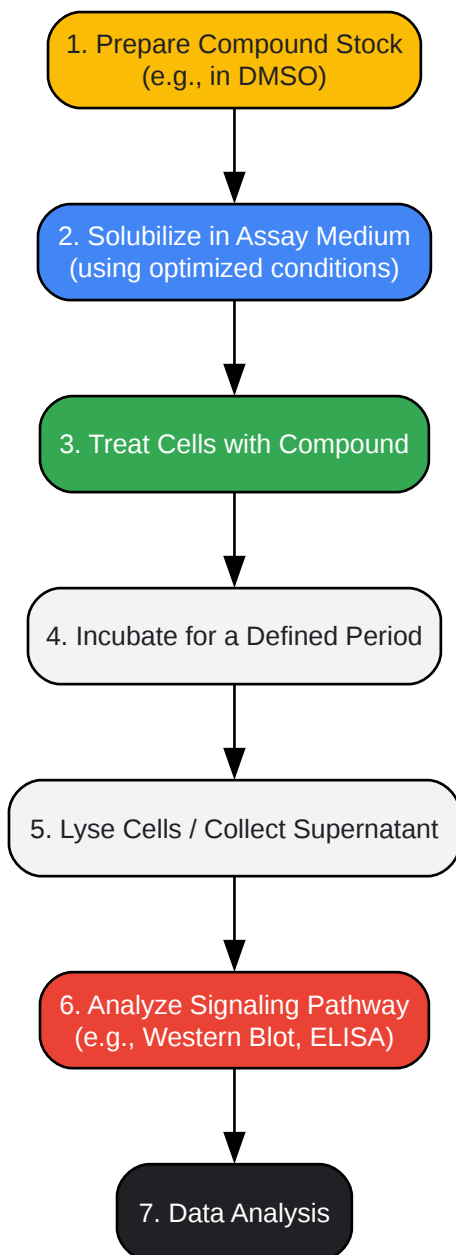 1. Prepare Compound Stock
(e.g., in DMSO)
2. Solubilize in Assay Medium
(using optimized conditions)
3. Treat Cells with Compound
4. Incubate for a Defined Period
5. Lyse Cells / Collect Supernatant
6. Analyze Signaling Pathway
(e.g., Western Blot, ELISA)
7. Data Analysis